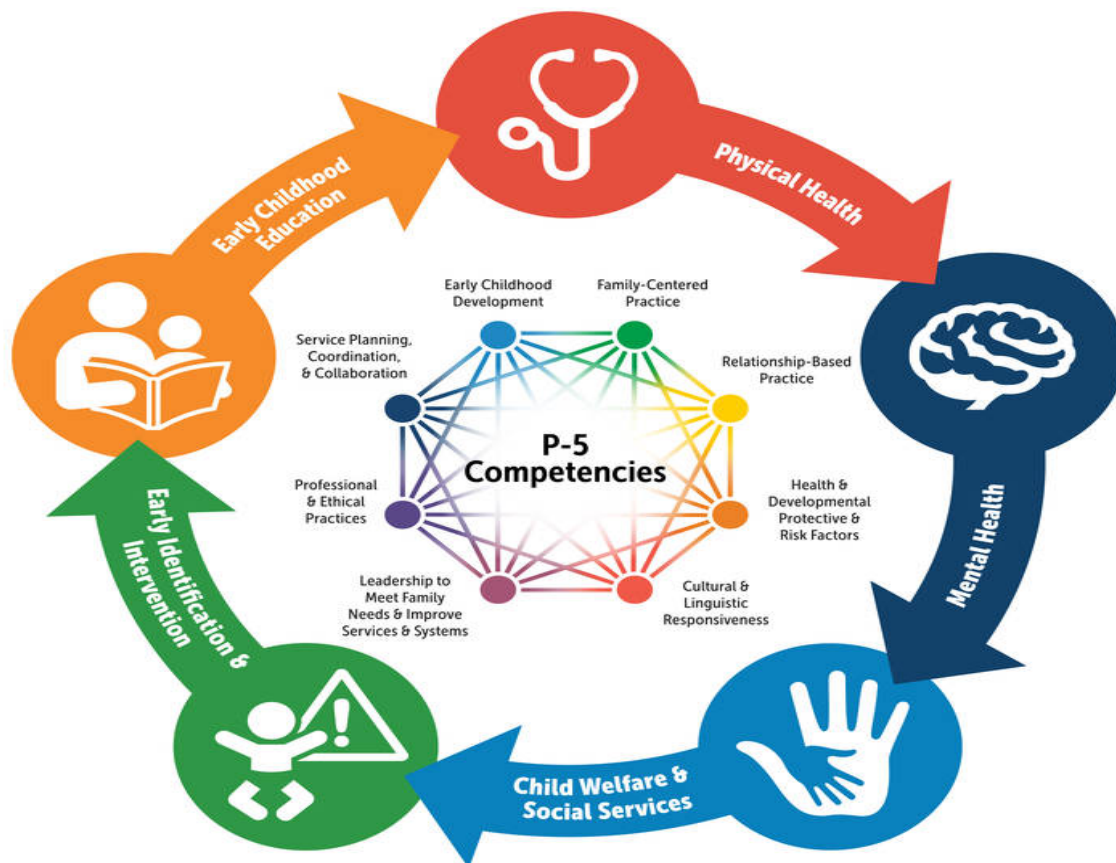 Early Childhood
Education
Physical Health
Early Childhood
Development
Family-Centered
Practice
Service Planning,
Coordination,
& Collaboration
Relationship-Based
Practice
P-5
Competencies
Professional
& Ethical
Practices
Health &
Developmental
Protective &
Risk Factors
Leadership to
Meet Family
Needs & Improve
Services & Systems
Cultural &
Linguistic
Responsiveness
Mental Health
Early Identification &
Intervention
Child Welfare &
Social Services